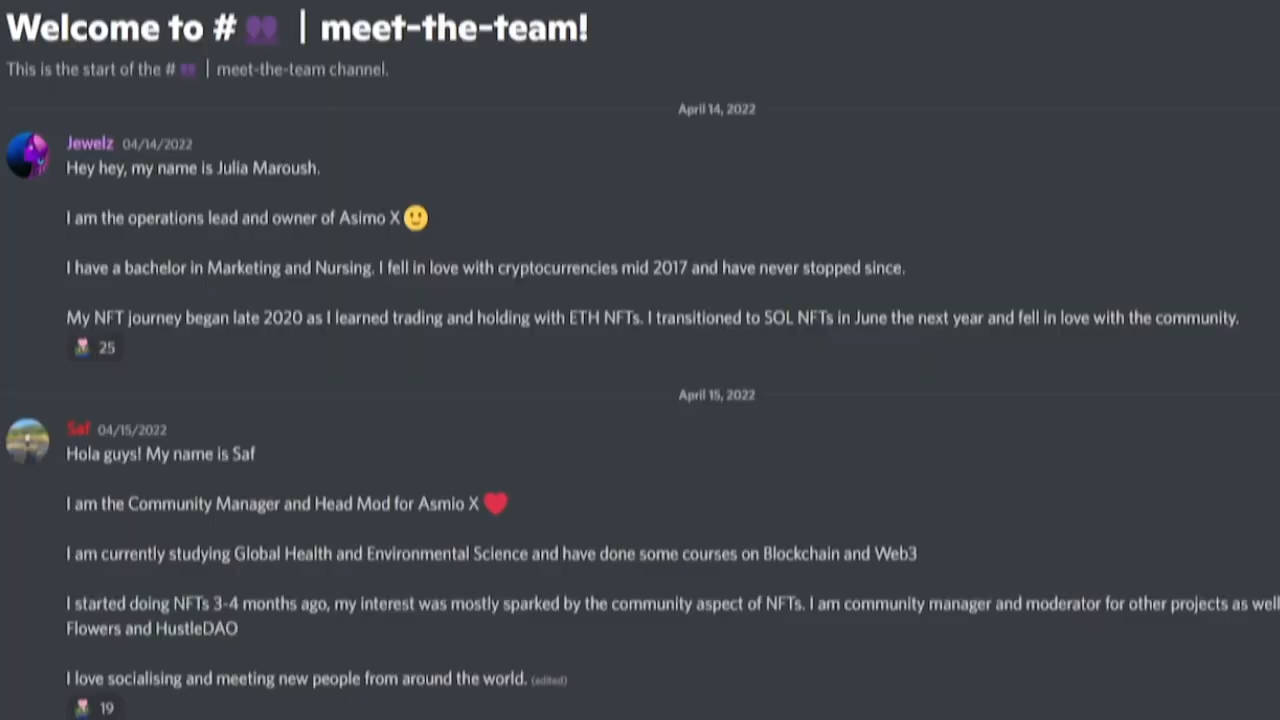 Welcome to # 👥 | meet-the-team!
This is the start of the # 👥 | meet-the-team channel.
April 14, 2022
Jewelz 04/14/2022
Hey hey, my name is Julia Maroush.
I am the operations lead and owner of Asimo X 🙂
I have a bachelor in Marketing and Nursing. I fell in love with cryptocurrencies mid 2017 and have never stopped since.
My NFT journey began late 2020 as I learned trading and holding with ETH NFTs. I transitioned to SOL NFTs in June the next year and fell in love with the community.
25
April 15, 2022
Saf 04/15/2022
Hola guys! My name is Saf
I am the Community Manager and Head Mod for Asmio X ❤️
I am currently studying Global Health and Environmental Science and have done some courses on Blockchain and Web3
I started doing NFTs 3-4 months ago, my interest was mostly sparked by the community aspect of NFTs. I am community manager and moderator for other projects as well
Flowers and HustleDAO
I love socialising and meeting new people from around the world. (edited)
19